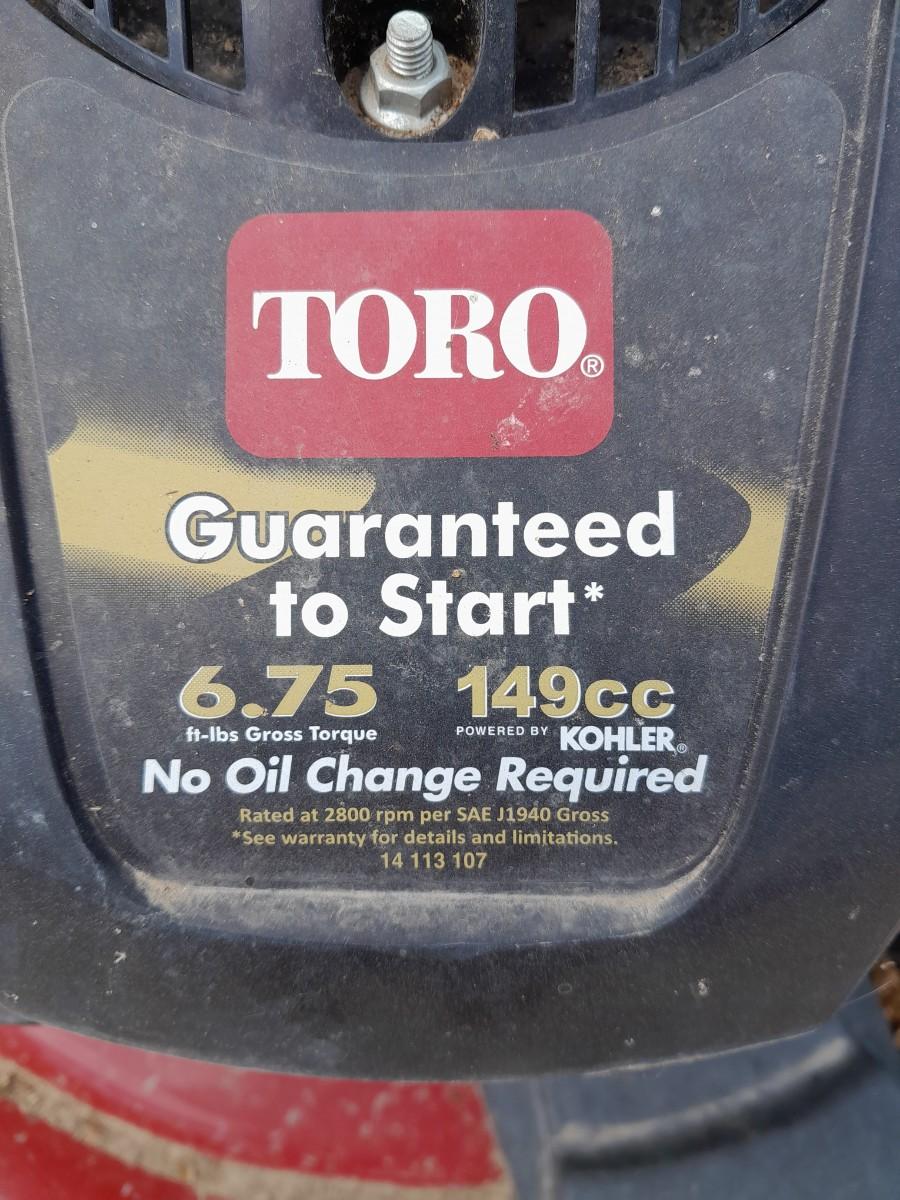 TORO®
Guaranteed
to Start*
6.75 149cc
ft-lbs Gross Torque POWERED BY KOHLER®
No Oil Change Required
Rated at 2800 rpm per SAE J1940 Gross
*See warranty for details and limitations.
14 113 107